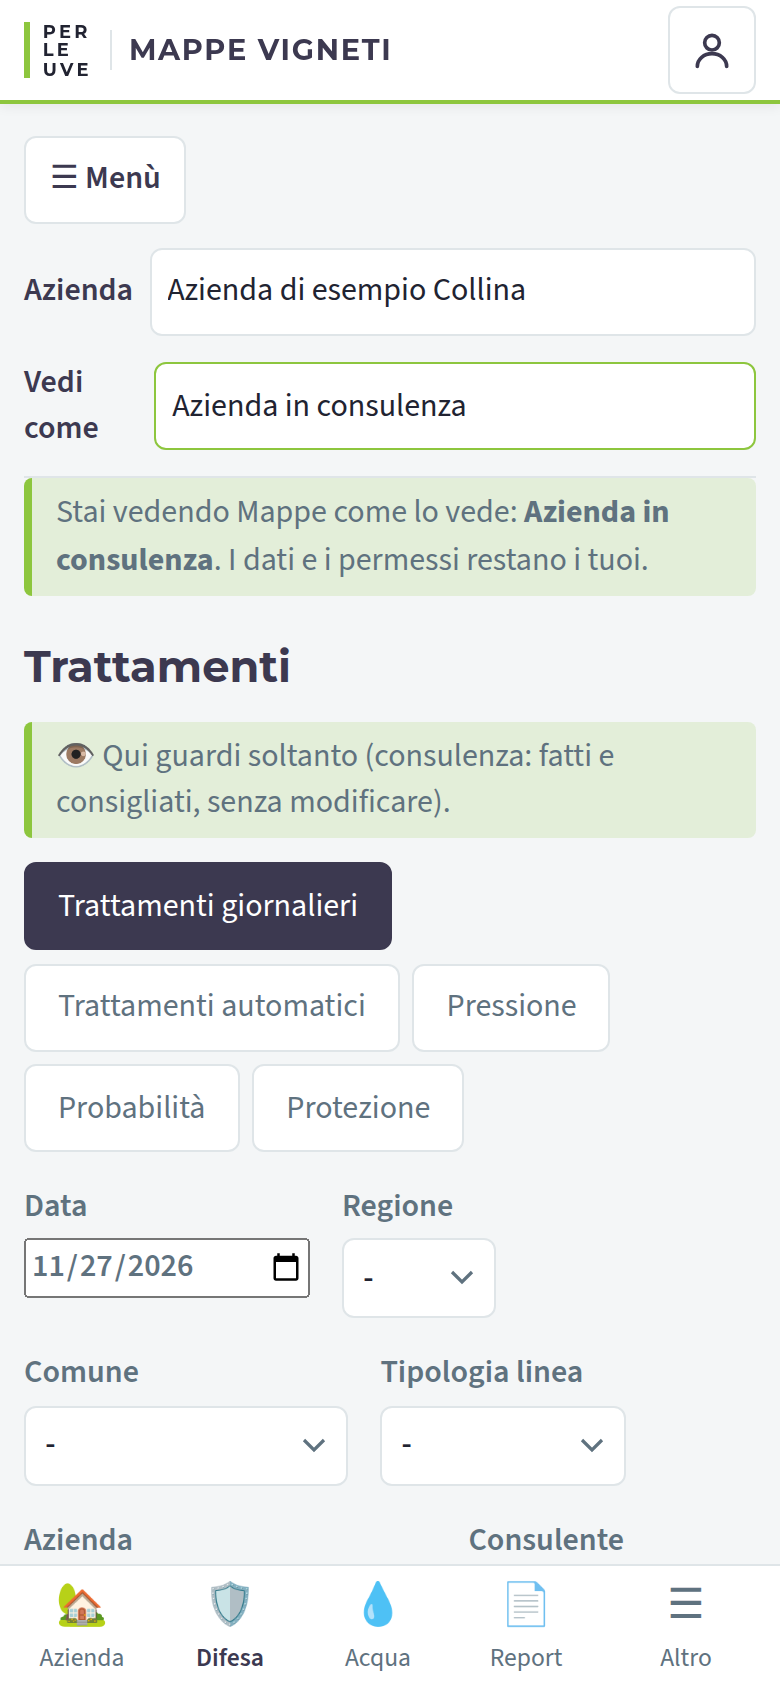 PER
LE
UVE
MAPPE VIGNETI
☰ Menù
Azienda
Azienda di esempio Collina
Vedi
come
Azienda in consulenza
Stai vedendo Mappe come lo vede: Azienda in
consulenza. I dati e i permessi restano i tuoi.
Trattamenti
Qui guardi soltanto (consulenza: fatti e
consigliati, senza modificare).
Trattamenti giornalieri
Trattamenti automatici Pressione
Probabilità Protezione
Data Regione
11/27/2026 -
Comune Tipologia linea
- -
Azienda Consulente
Azienda Difesa Acqua Report Altro